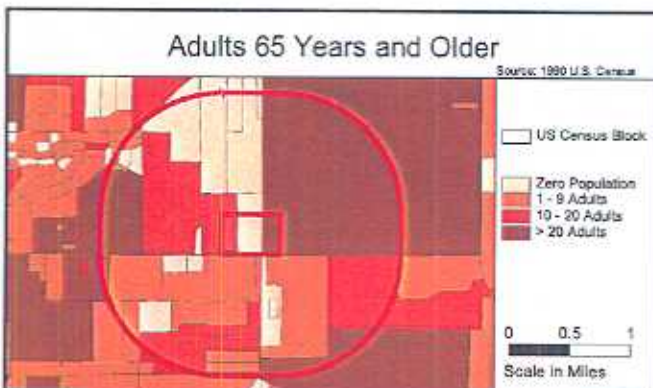 Adults 65 Years and Older
Source: 1990 U.S. Census
US Census Block
Zero Population
1 - 9 Adults
10 - 20 Adults
> 20 Adults
0 0.5 1
Scale in Miles